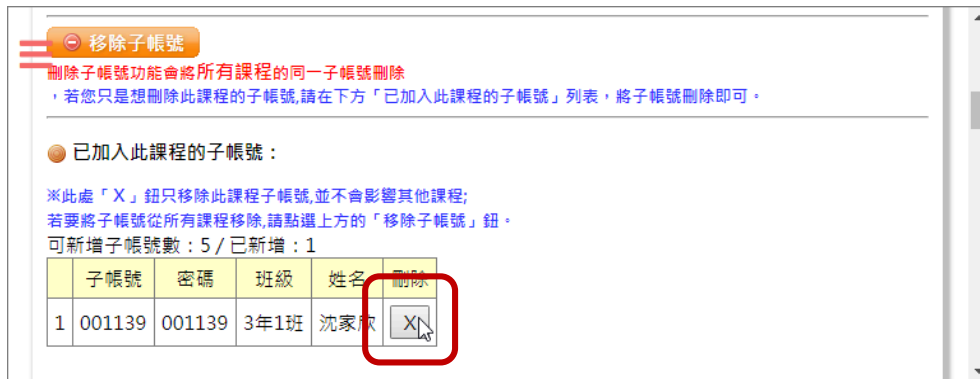 移除子帳號
刪除子帳號功能會將所有課程的同一子帳號刪除
，若您只是想刪除此課程的子帳號,請在下方「已加入此課程的子帳號」列表，將子帳號刪除即可。
已加入此課程的子帳號：
※此處「X」鈕只移除此課程子帳號,並不會影響其他課程;
若要將子帳號從所有課程移除,請點選上方的「移除子帳號」鈕。
可新增子帳號數：5 / 已新增：1
子帳號 密碼 班級 姓名 刪除
1 001139 001139 3年1班 沈家欣 X